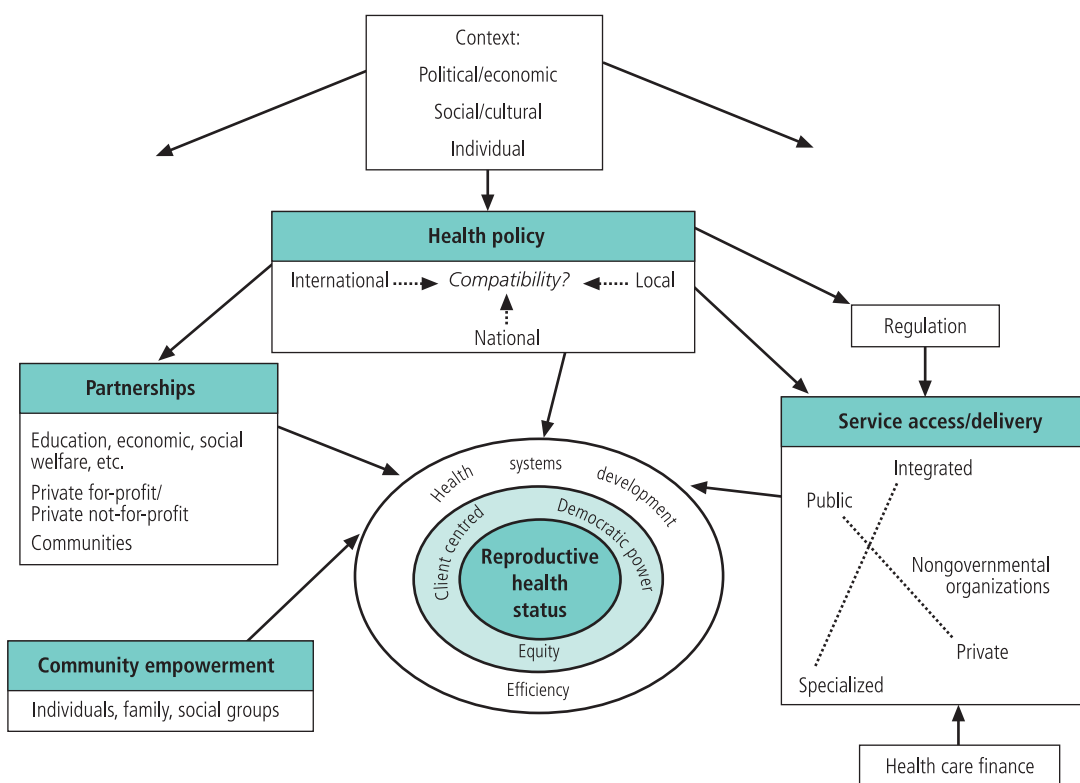 Context:
Political/economic
Social/cultural
Individual
Health policy
International
Compatibility?
Local
National
Regulation
Partnerships
Education, economic, social
welfare, etc.
Private for-profit/
Private not-for-profit
Communities
Service access/delivery
Integrated
Public
Nongovernmental
organizations
Private
Specialized
Health systems development
Client centred
Democratic power
Reproductive
health
status
Equity
Efficiency
Community empowerment
Individuals, family, social groups
Health care finance